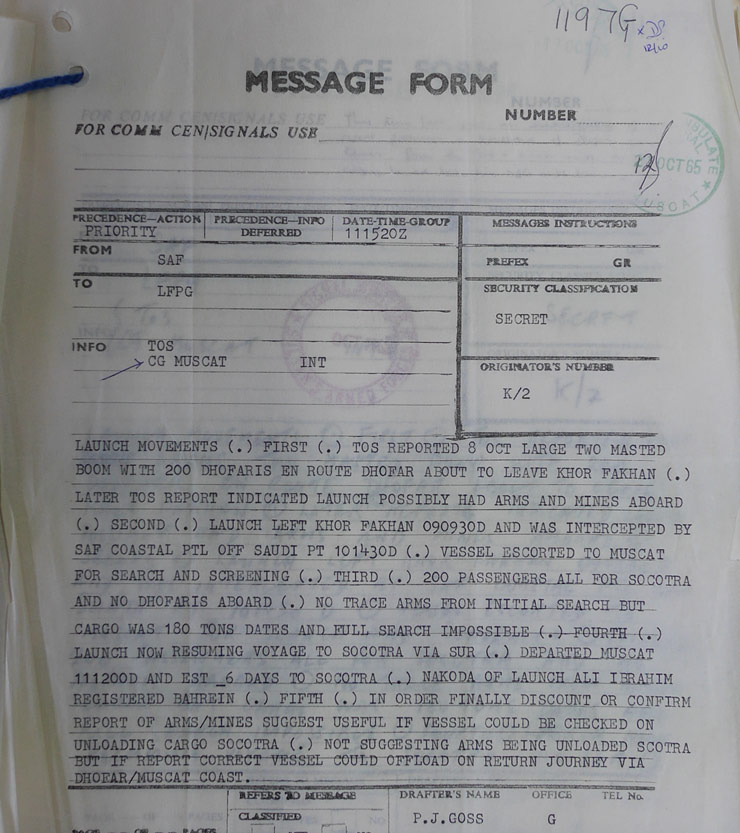 1197G
x DS.
12/10
MESSAGE FORM
NUMBER
FOR COMM CEN/SIGNALS USE
12
OCT 65
PRECEDENCE—ACTION PRECEDENCE—INFO DATE-TIME-GROUP MESSAGES INSTRUCTIONS
PRIORITY DEFERRED 111520Z
FROM SAF PREFEX GR
TO LFPG SECURITY CLASSIFICATION
SECRET
INFO TOS
CG MUSCAT INT ORIGINATOR'S NUMBER
K/2
LAUNCH MOVEMENTS (.) FIRST (.) TOS REPORTED 8 OCT LARGE TWO MASTED
BOOM WITH 200 DHOFARIS EN ROUTE DHOFAR ABOUT TO LEAVE KHOR FAKHAN (.)
LATER TOS REPORT INDICATED LAUNCH POSSIBLY HAD ARMS AND MINES ABOARD
(.) SECOND (.) LAUNCH LEFT KHOR FAKHAN 090930D AND WAS INTERCEPTED BY
SAF COASTAL PTL OFF SAUDI PT 101430D (.) VESSEL ESCORTED TO MUSCAT
FOR SEARCH AND SCREENING (.) THIRD (.) 200 PASSENGERS ALL FOR SOCOTRA
AND NO DHOFARIS ABOARD (.) NO TRACE ARMS FROM INITIAL SEARCH BUT
CARGO WAS 180 TONS DATES AND FULL SEARCH IMPOSSIBLE (.) FOURTH (.)
LAUNCH NOW RESUMING VOYAGE TO SOCOTRA VIA SUR (.) DEPARTED MUSCAT
111200D AND EST 6 DAYS TO SOCOTRA (.) NAKODA OF LAUNCH ALI IBRAHIM
REGISTERED BAHREIN (.) FIFTH (.) IN ORDER FINALLY DISCOUNT OR CONFIRM
REPORT OF ARMS/MINES SUGGEST USEFUL IF VESSEL COULD BE CHECKED ON
UNLOADING CARGO SOCOTRA (.) NOT SUGGESTING ARMS BEING UNLOADED SCOTRA
BUT IF REPORT CORRECT VESSEL COULD OFFLOAD ON RETURN JOURNEY VIA
DHOFAR/MUSCAT COAST.
REFERS TO MESSAGE DRAFTER'S NAME OFFICE TEL No.
CLASSIFIED P.J.GOSS G